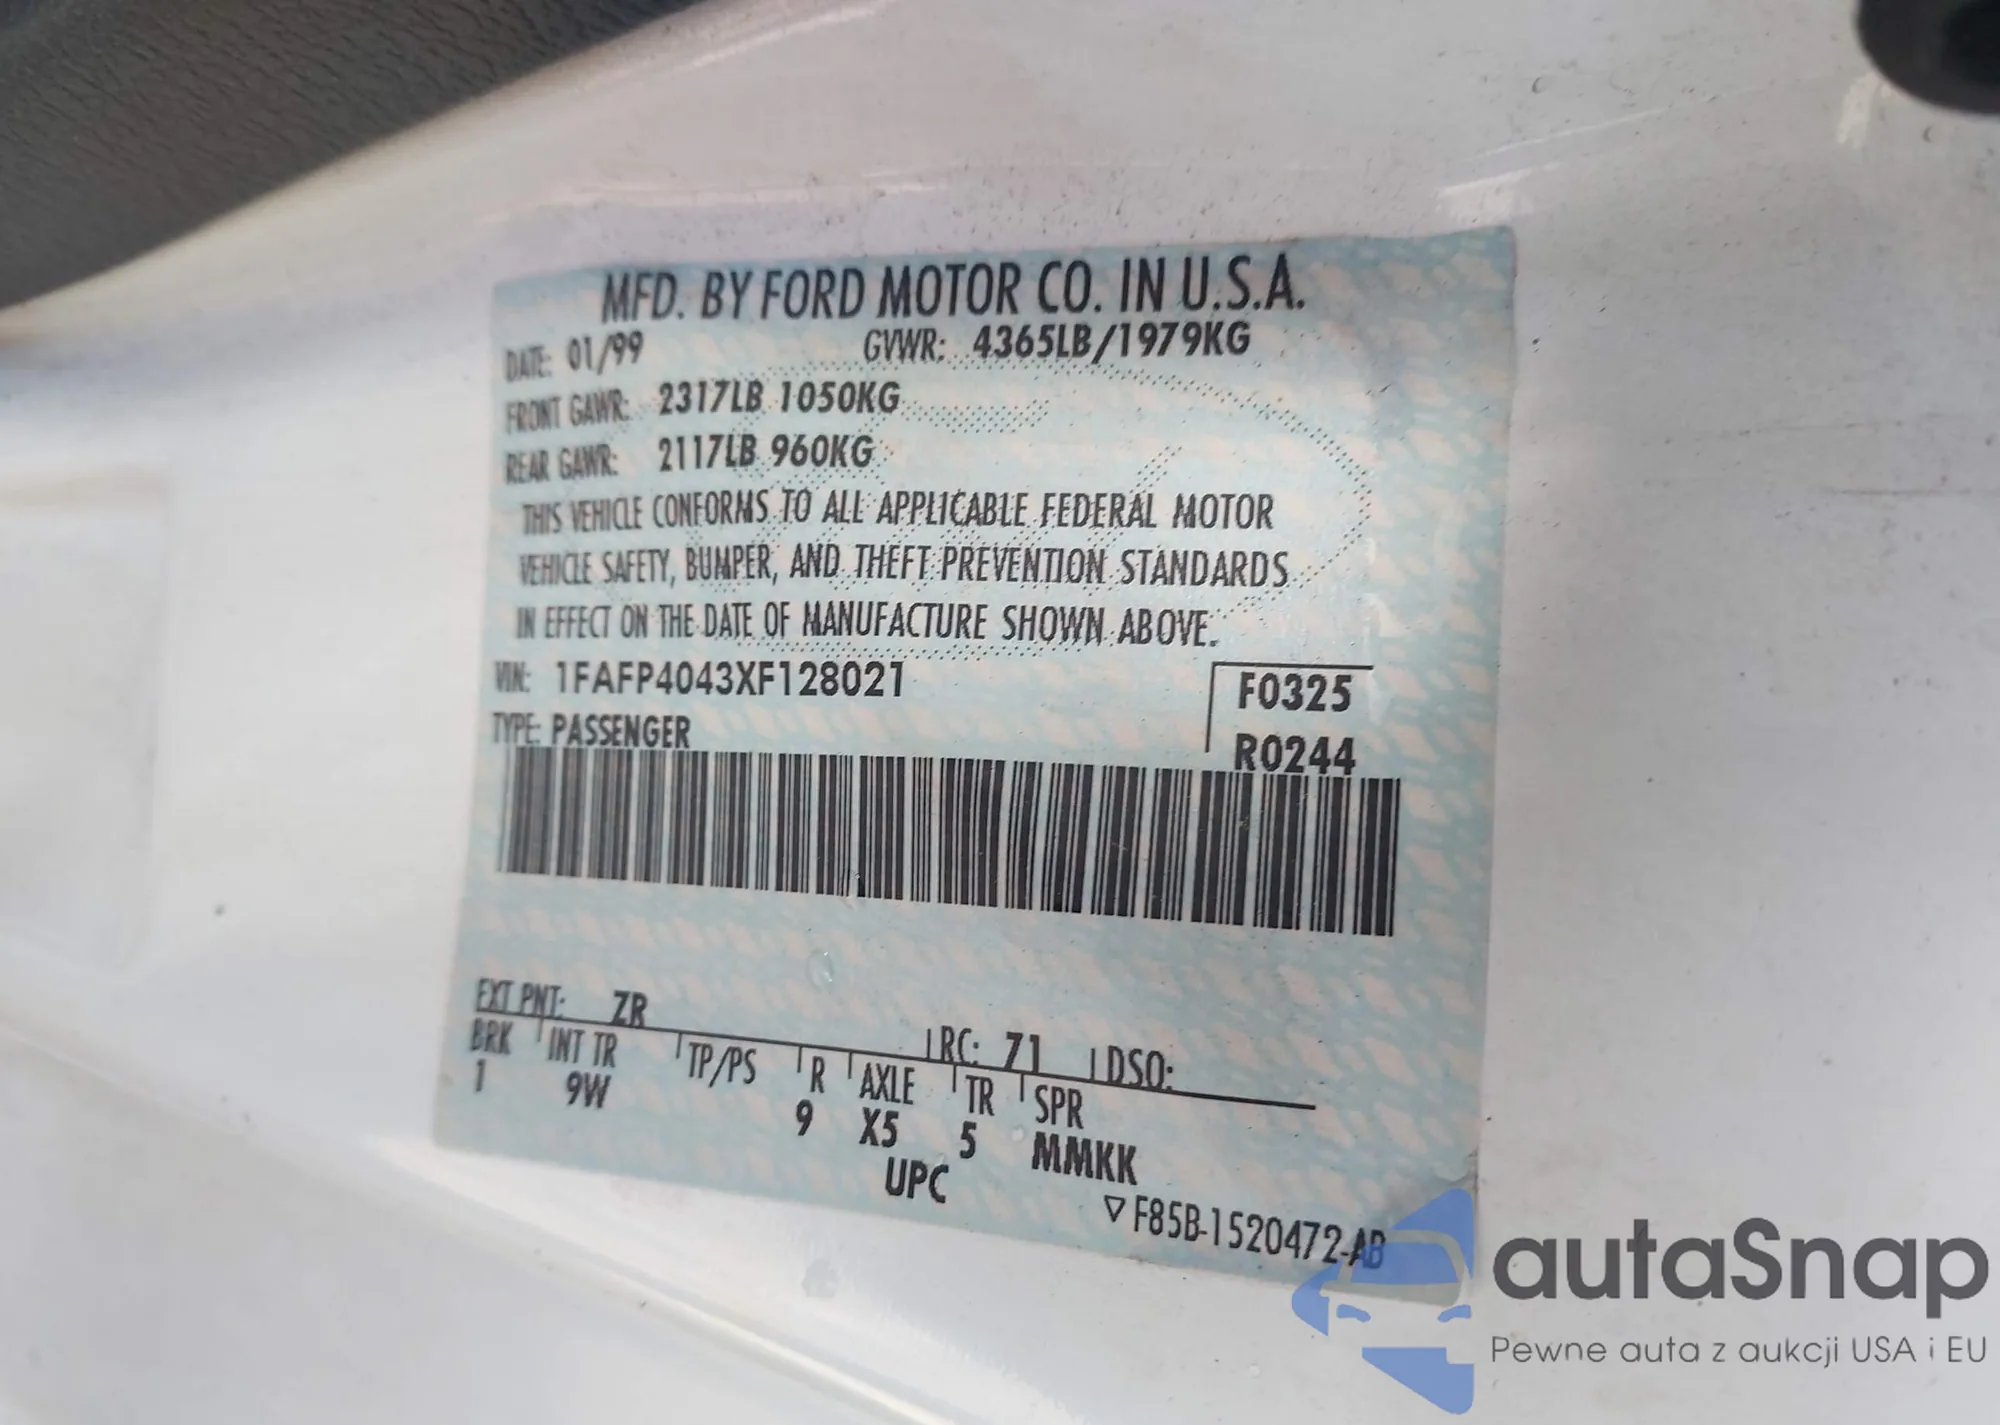 MFD. BY FORD MOTOR CO. IN U.S.A.
DATE: 01/99 GVWR: 4365LB/1979KG
FRONT GAWR: 2317LB 1050KG
REAR GAWR: 2117LB 960KG
THIS VEHICLE CONFORMS TO ALL APPLICABLE FEDERAL MOTOR
VEHICLE SAFETY, BUMPER, AND THEFT PREVENTION STANDARDS
IN EFFECT ON THE DATE OF MANUFACTURE SHOWN ABOVE.
VIN: 1FAFP4043XF128021 F0325
TYPE: PASSENGER R0244
EXT PNT: ZR RC: 71 DSO:
BRK INT TR TP/PS R AXLE TR SPR
1 9W 9 X5 5 MMKK
UPC
▽F85B-1520472-AB
autaSnap
Pewne auta z aukcji USA i EU